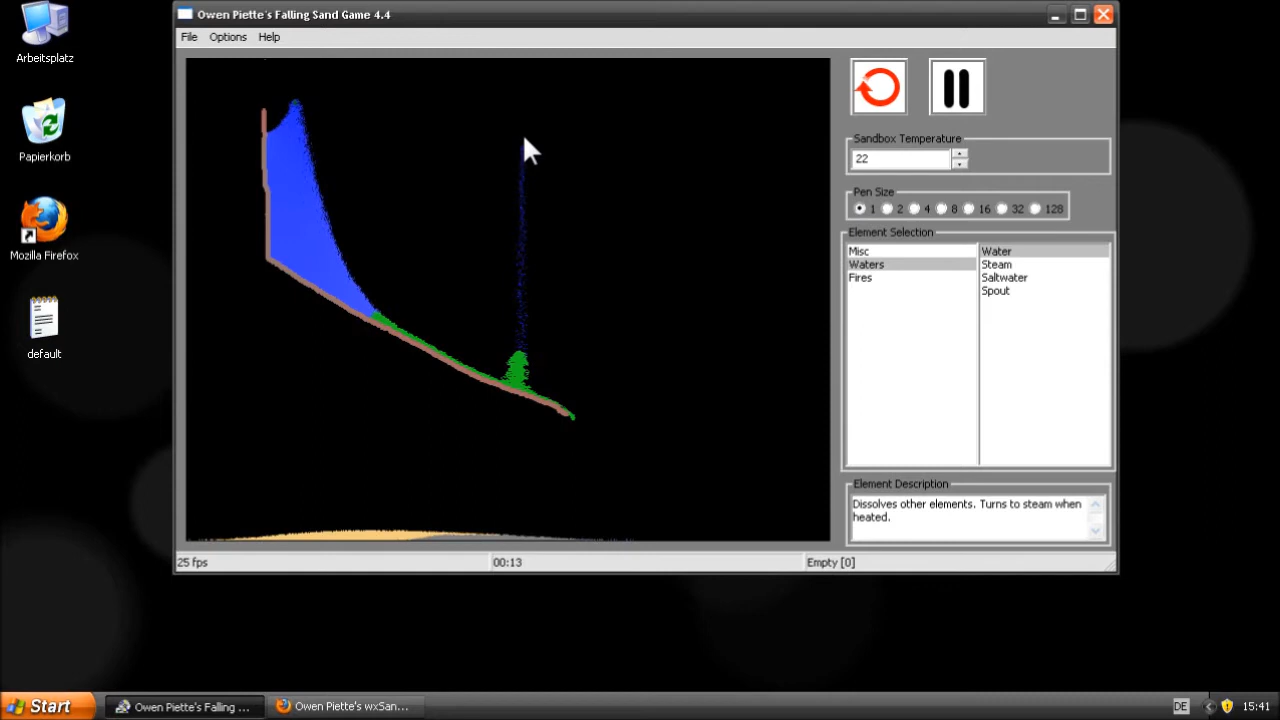 Arbeitsplatz
Papierkorb
Mozilla Firefox
default
Owen Piette's Falling Sand Game 4.4
File Options Help
Sandbox Temperature
22
Pen Size
1 2 4 8 16 32 128
Element Selection
Misc
Waters
Fires
Water
Steam
Saltwater
Spout
Element Description
Dissolves other elements. Turns to steam when
heated.
25 fps 00:13 Empty [0]
Start Owen Piette's Falling ... Owen Piette's wxSan... DE 15:41